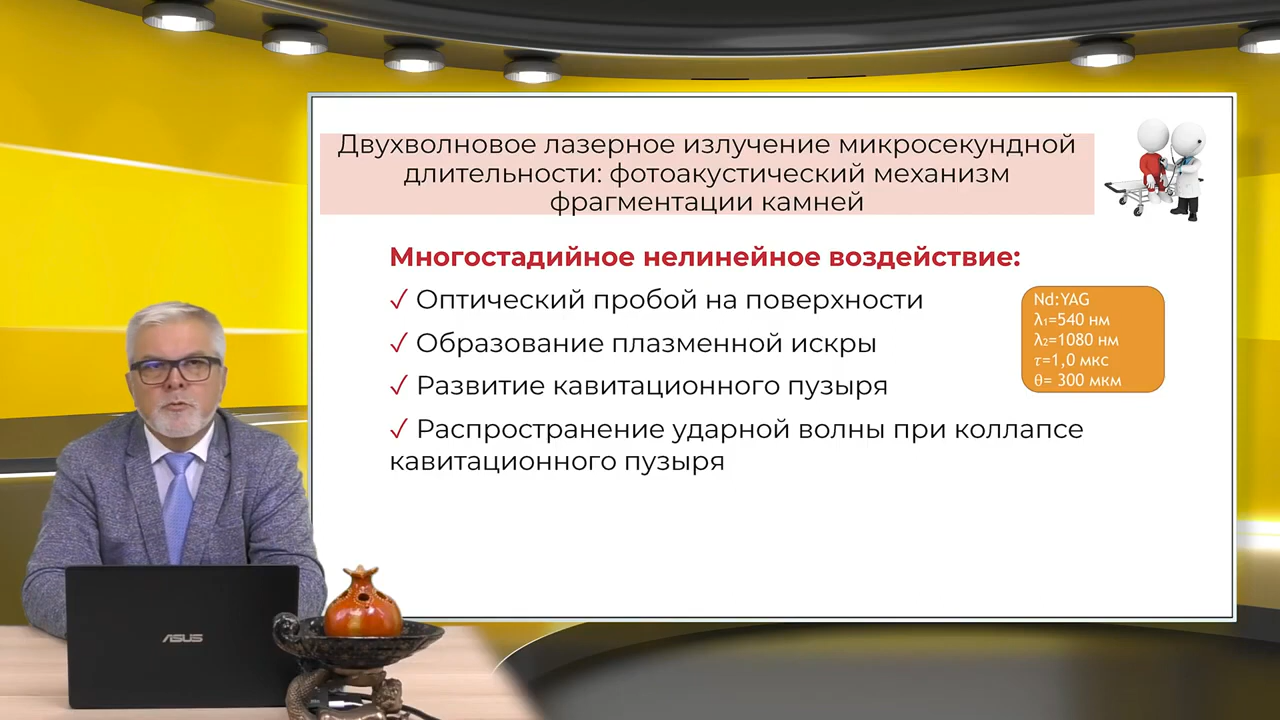 Двухволновое лазерное излучение микросекундной
длительности: фотоакустический механизм
фрагментации камней
Многостадийное нелинейное воздействие:
✓ Оптический пробой на поверхности
✓ Образование плазменной искры
✓ Развитие кавитационного пузыря
✓ Распространение ударной волны при коллапсе
кавитационного пузыря
Nd:YAG
λ₁=540 нм
λ₂=1080 нм
τ=1,0 мкс
θ= 300 мкм
ASUS